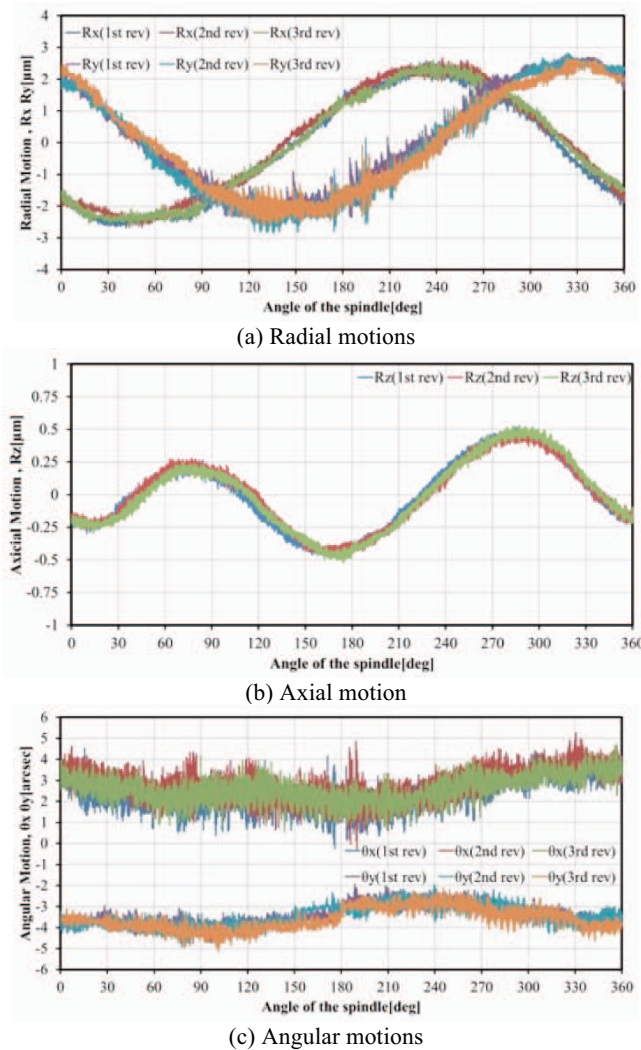 Rx(1st rev) Rx(2nd rev) Rx(3rd rev)
Ry(1st rev) Ry(2nd rev) Ry(3rd rev)
Radial Motion , Rx Ry[μm]
4
3
2
1
0
-1
-2
-3
-4
0 30 60 90 120 150 180 210 240 270 300 330 360
Angle of the spindle[deg]
(a) Radial motions
Rz(1st rev) Rz(2nd rev) Rz(3rd rev)
Axicial Motion , Rz[μm]
1
0.75
0.5
0.25
0
-0.25
-0.5
-0.75
-1
0 30 60 90 120 150 180 210 240 270 300 330 360
Angle of the spindle[deg]
(b) Axial motion
Angular Motion, θx θy[arcsec]
6
5
4
3
2
1
0
-1
-2
-3
-4
-5
-6
θx(1st rev) θx(2nd rev) θx(3rd rev)
θy(1st rev) θy(2nd rev) θy(3rd rev)
0 30 60 90 120 150 180 210 240 270 300 330 360
Angle of the spindle[deg]
(c) Angular motions